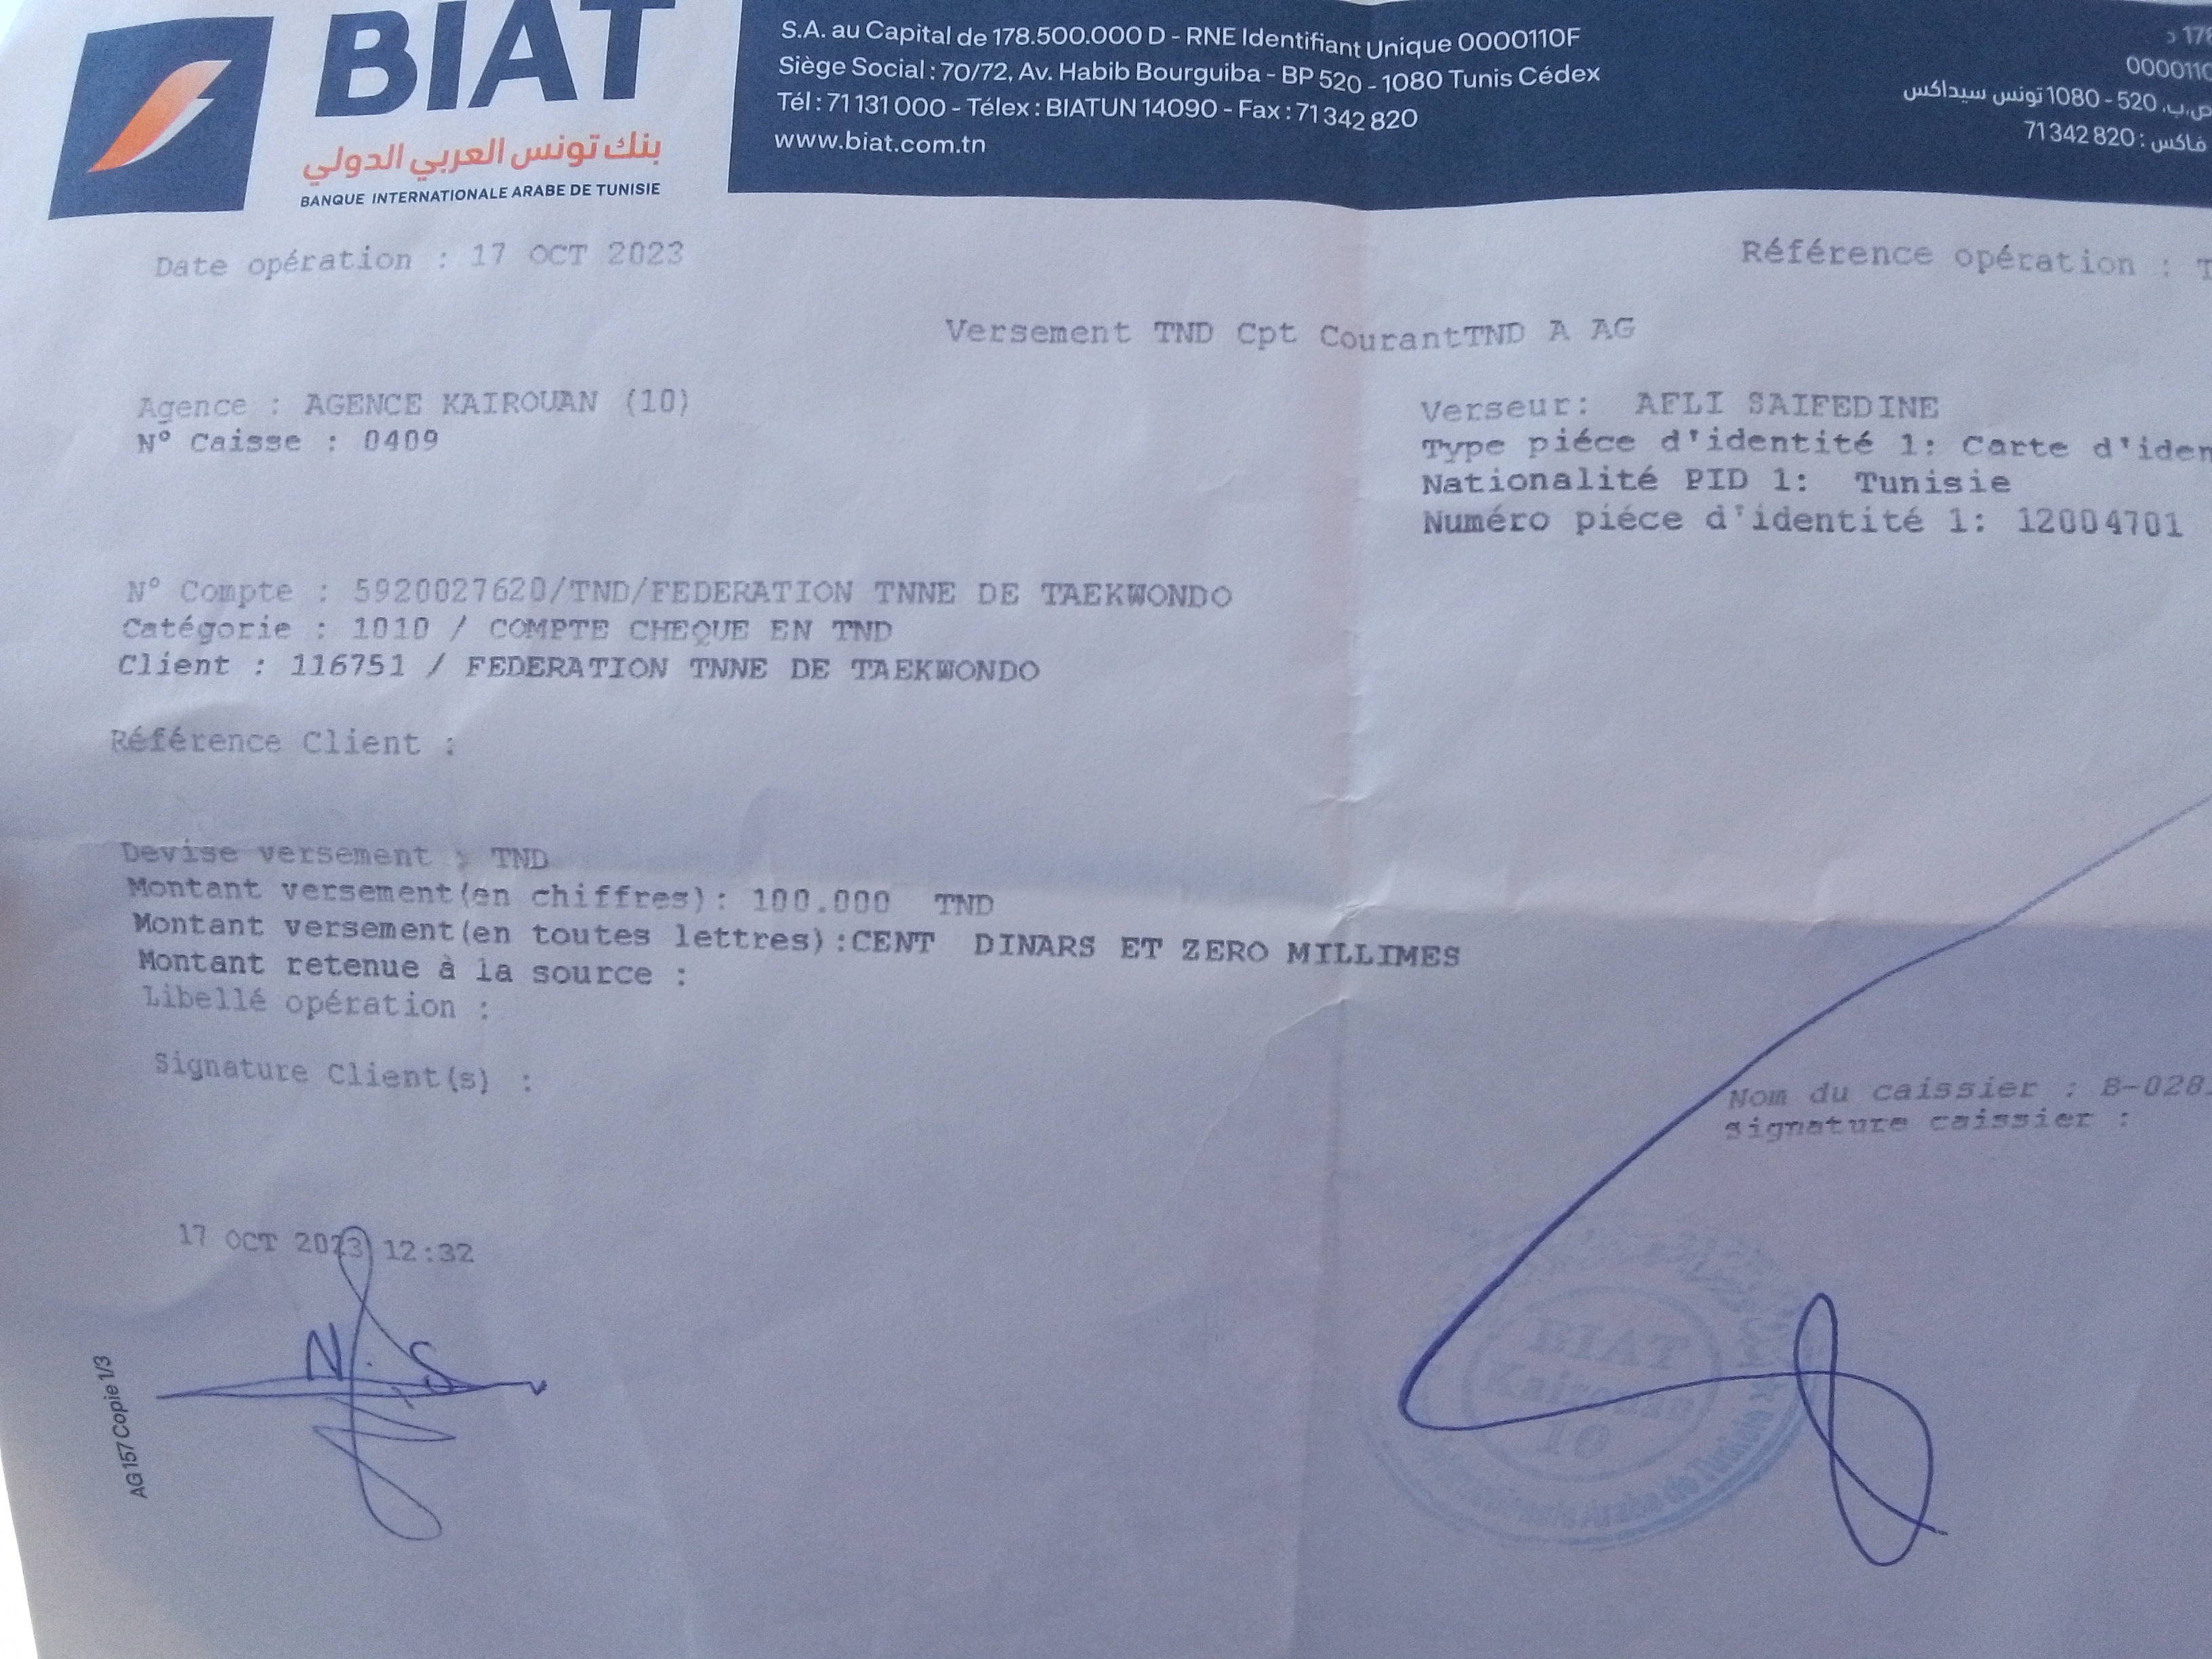 BIAT
بنك تونس العربي الدولي
BANQUE INTERNATIONALE ARABE DE TUNISIE
S.A. au Capital de 178.500.000 D - RNE Identifiant Unique 0000110F
Siège Social : 70/72, Av. Habib Bourguiba - BP 520 - 1080 Tunis Cédex
Tél : 71 131 000 - Télex : BIATUN 14090 - Fax : 71 342 820
www.biat.com.tn
ص.ب. 520 - 1080 تونس سيداكس
فاكس : 71 342 820
Date opération : 17 OCT 2023
Référence opération : T
Versement TND Cpt CourantTND A AG
Agence : AGENCE KAIROUAN (10)
N° Caisse : 0409
Verseur: AFLI SAIFEDINE
Type piéce d'identité 1: Carte d'iden
Nationalité PID 1: Tunisie
Numéro piéce d'identité 1: 12004701
N° Compte : 5920027620/TND/FEDERATION TNNE DE TAEKWONDO
Catégorie : 1010 / COMPTE CHEQUE EN TND
Client : 116751 / FEDERATION TNNE DE TAEKWONDO
Référence Client :
Devise versement : TND
Montant versement(en chiffres): 100.000 TND
Montant versement(en toutes lettres):CENT DINARS ET ZERO MILLIMES
Montant retenue à la source :
Libellé opération :
Signature Client(s) :
Nom du caissier : B-028
Signature caissier :
17 OCT 2023 12:32
N.S
BIAT
Kairouan
10
Arabe de Tunisie
AG 157 Copie 1/3